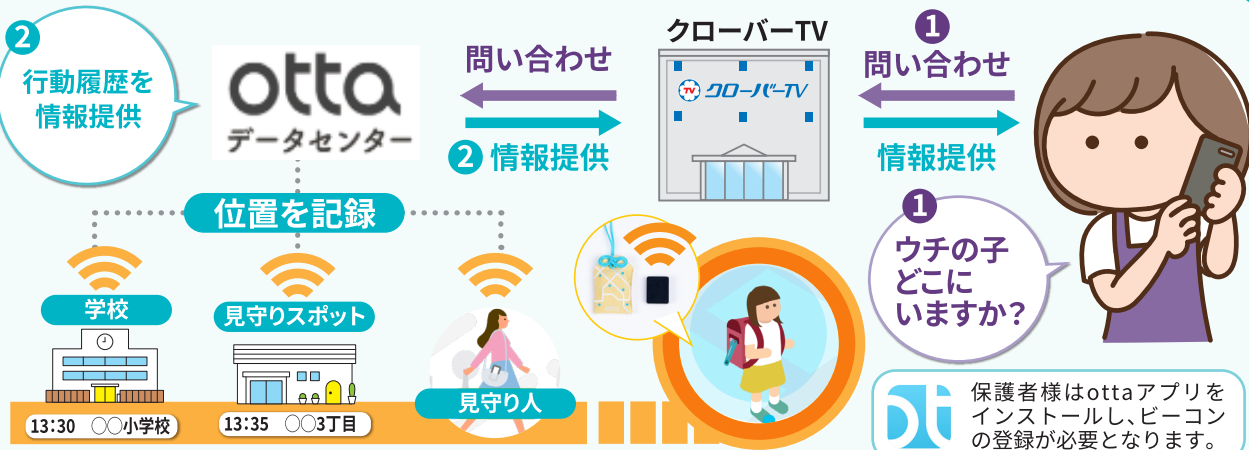 2
行動履歴を
情報提供
otta
データセンター
問い合わせ
2 情報提供
クローバーTV
TV クローバーTV
1
問い合わせ
情報提供
1
ウチの子
どこに
いますか?
位置を記録
学校
見守りスポット
見守り人
13:30 ○○小学校
13:35 ○○3丁目
ot
保護者様はottaアプリを
インストールし、ビーコン
の登録が必要となります。